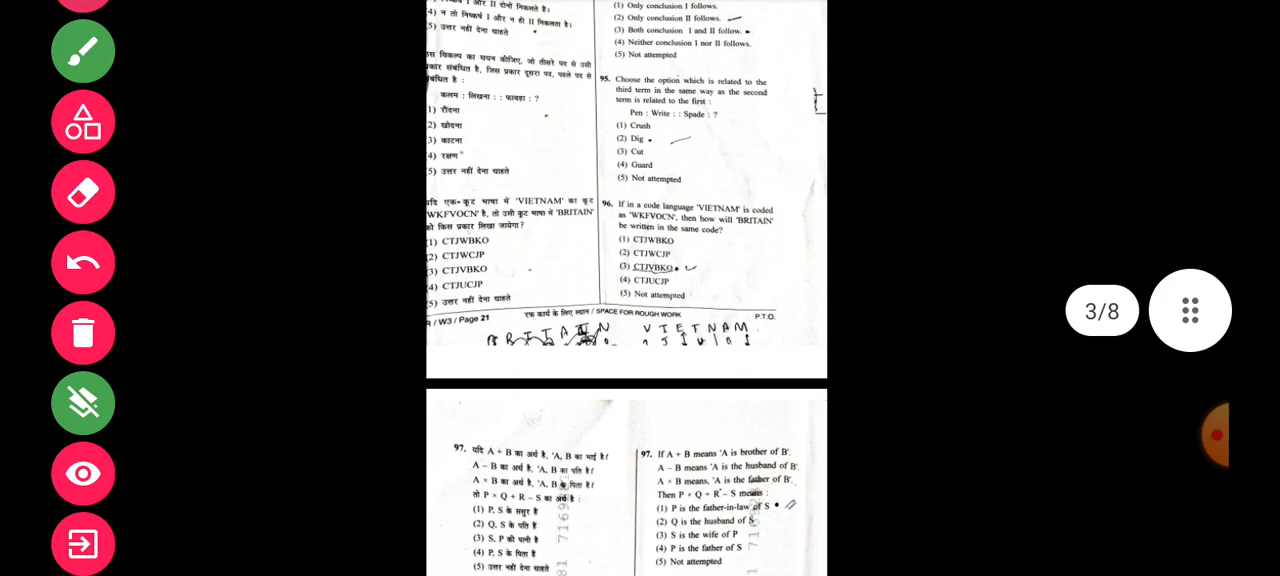 निष्कर्ष I और II दोनों निकलते हैं।
4) न तो निष्कर्ष I और न ही II निकलता है।
5) उत्तर नहीं देना चाहते
उस विकल्प का चयन कीजिए, जो तीसरे पद से उसी
प्रकार संबंधित है, जिस प्रकार दूसरा पद, पहले पद से
संबंधित है :
कलम : लिखना : : फावड़ा : ?
1) रौंदना
2) खोदना
3) काटना
4) रक्षण
5) उत्तर नहीं देना चाहते
यदि एक कूट भाषा में 'VIETNAM' का कूट
'WKFVOCN' है, तो उसी कूट भाषा में 'BRITAIN'
को किस प्रकार लिखा जायेगा?
1) CTJWBKO
2) CTJWCJP
3) CTJVBKO
4) CTJUCJP
5) उत्तर नहीं देना चाहते
(1) Only conclusion I follows.
(2) Only conclusion II follows.
(3) Both conclusion I and II follow.
(4) Neither conclusion I nor II follows.
(5) Not attempted
95. Choose the option which is related to the
third term in the same way as the second
term is related to the first :
Pen : Write : : Spade : ?
(1) Crush
(2) Dig
(3) Cut
(4) Guard
(5) Not attempted
96. If in a code language 'VIETNAM' is coded
as 'WKFVOCN', then how will 'BRITAIN'
be written in the same code?
(1) CTJWBKO
(2) CTJWCJP
(3) CTJVBKO
(4) CTJUCJP
(5) Not attempted
/ W3 / Page 21 रफ कार्य के लिए स्थान / SPACE FOR ROUGH WORK P.T.O.
B R I T A I N V I E T N A M
97. यदि A + B का अर्थ है, 'A, B का भाई है।'
A − B का अर्थ है, 'A, B का पति है।'
A × B का अर्थ है, 'A, B का पिता है।'
तो P × Q + R − S का अर्थ है :
(1) P, S के ससुर है
(2) Q, S के पति है
(3) S, P की पत्नी है
(4) P, S के पिता है
(5) उत्तर नहीं देना चाहते
97. If A + B means 'A is brother of B'.
A − B means 'A is the husband of B'.
A × B means, 'A is the father of B'.
Then P × Q + R − S means :
(1) P is the father-in-law of S
(2) Q is the husband of S
(3) S is the wife of P
(4) P is the father of S
(5) Not attempted
3/8